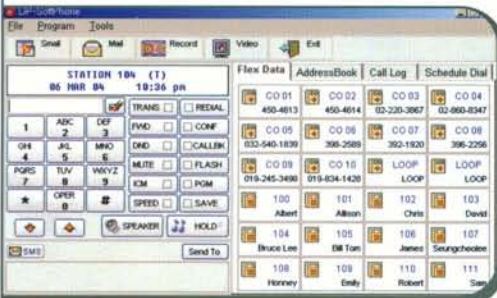 LIP-SoftPhone
File Program Tools
Small Mail Record Video Exit
STATION 104 (T)
06 MAR 04 10:36 pm
TRANS REDIAL
1 ABC 2 DEF 3 FWD CONF
GHI 4 JKL 5 MNO 6 DND CALLBK
PQRS 7 TUV 8 WXYZ 9 MUTE FLASH
* OPER 0 # ICM PGM
SPEED SAVE
SPEAKER HOLD
SMS Send To
Flex Data AddressBook Call Log Schedule Dial
CO 01 CO 02 CO 03 CO 04
450-4613 450-4614 02-220-3867 02-860-8347
CO 05 CO 06 CO 07 CO 08
032-540-1839 398-2589 392-1920 396-2256
CO 09 CO 10 LOOP LOOP
019-245-3490 019-834-1428 LOOP LOOP
100 101 102 103
Albert Allison Chris David
104 105 106 107
Bruce Lee Bill Tom James Seungcheolee
108 109 110 111
Honney Emily Robert Sam